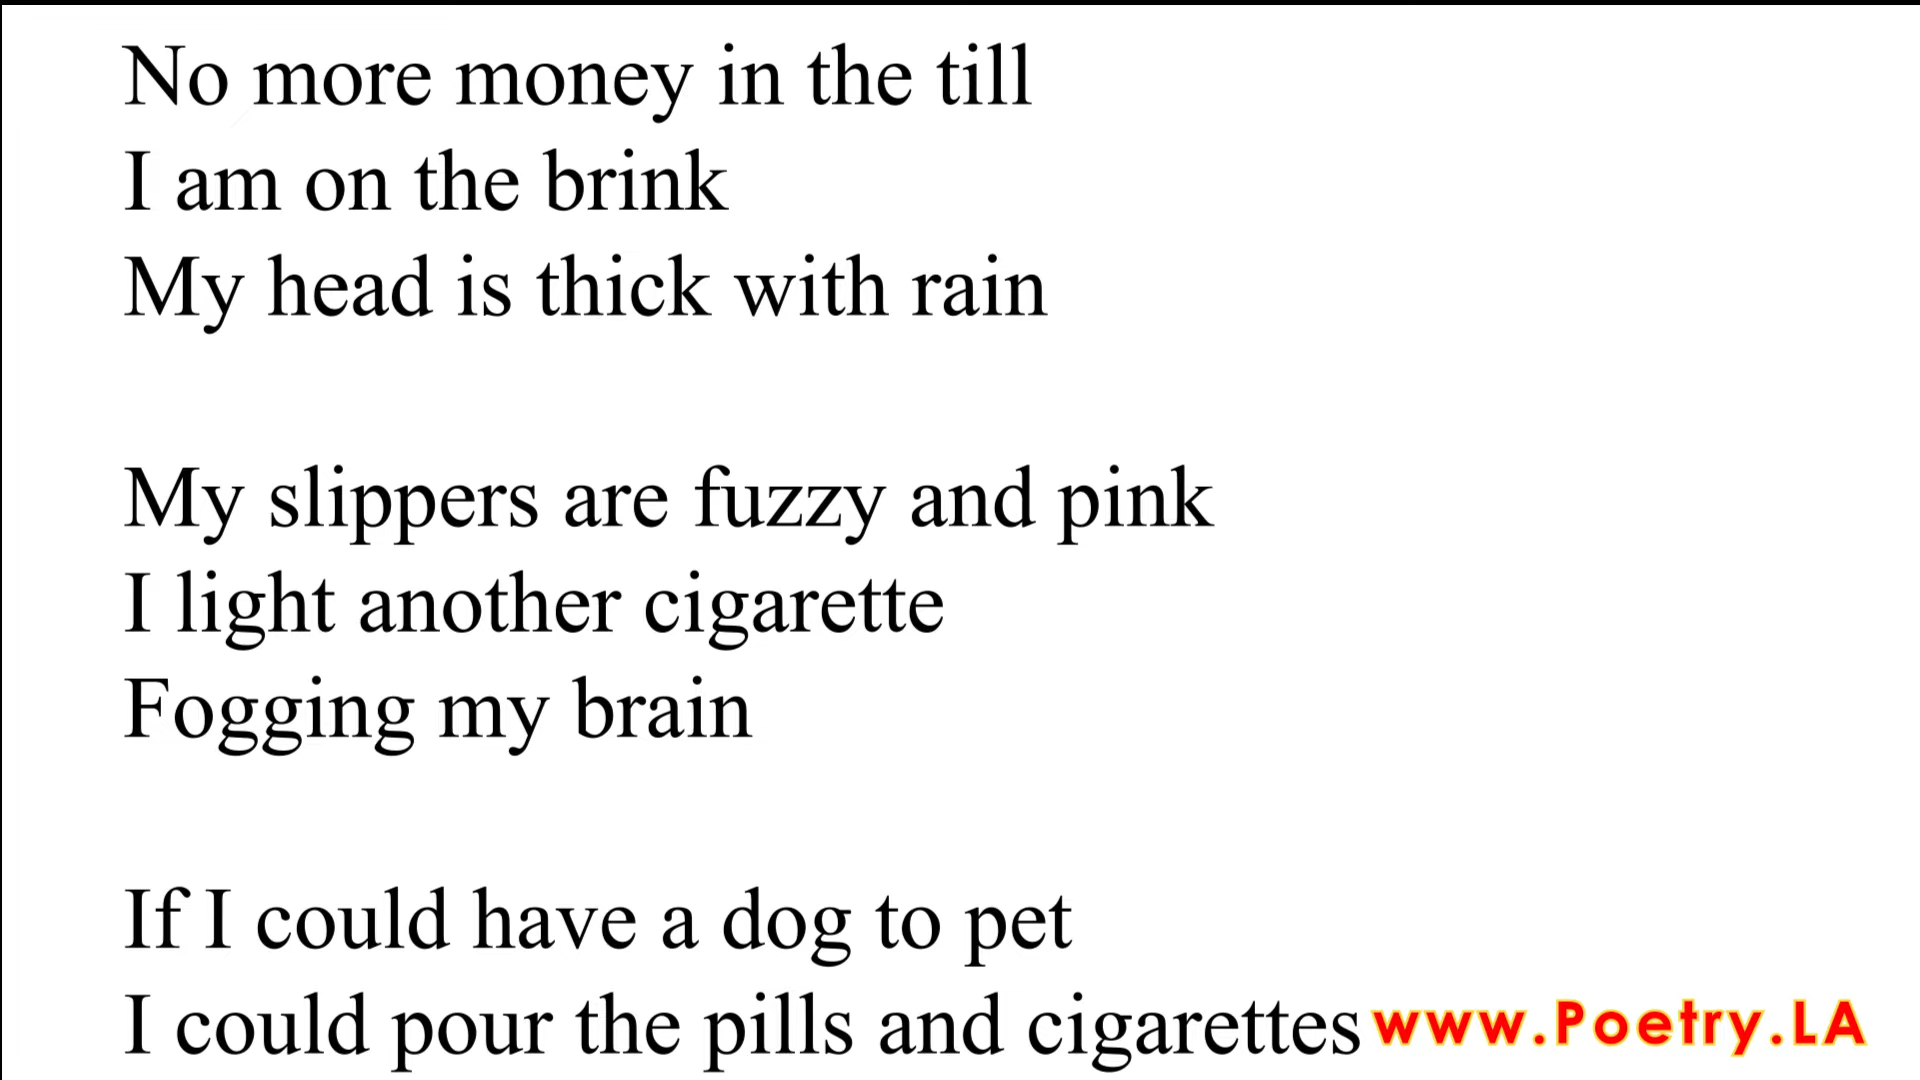 No more money in the till
I am on the brink
My head is thick with rain
My slippers are fuzzy and pink
I light another cigarette
Fogging my brain
If I could have a dog to pet
I could pour the pills and cigarettes
www.Poetry.LA